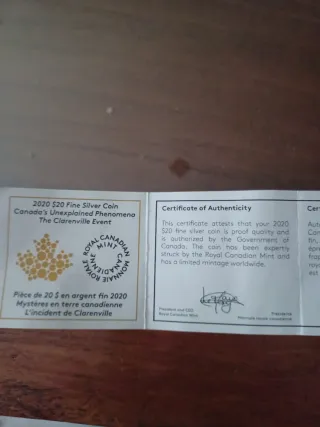 2020 $20 Fine Silver Coin
Canada's Unexplained Phenomena
The Clarenville Event
ROYAL CANADIAN MINT
MONNAIE ROYALE CANADIENNE
Pièce de 20 $ en argent fin 2020
Mystères en terre canadienne
L'incident de Clarenville
Certificate of Authenticity
This certificate attests that your 2020
$20 fine silver coin is proof quality and
is authorized by the Government of
Canada. The coin has been expertly
struck by the Royal Canadian Mint and
has a limited mintage worldwide.
President and CEO
Royal Canadian Mint
Présidente
Monnaie royale canadienne
Cer